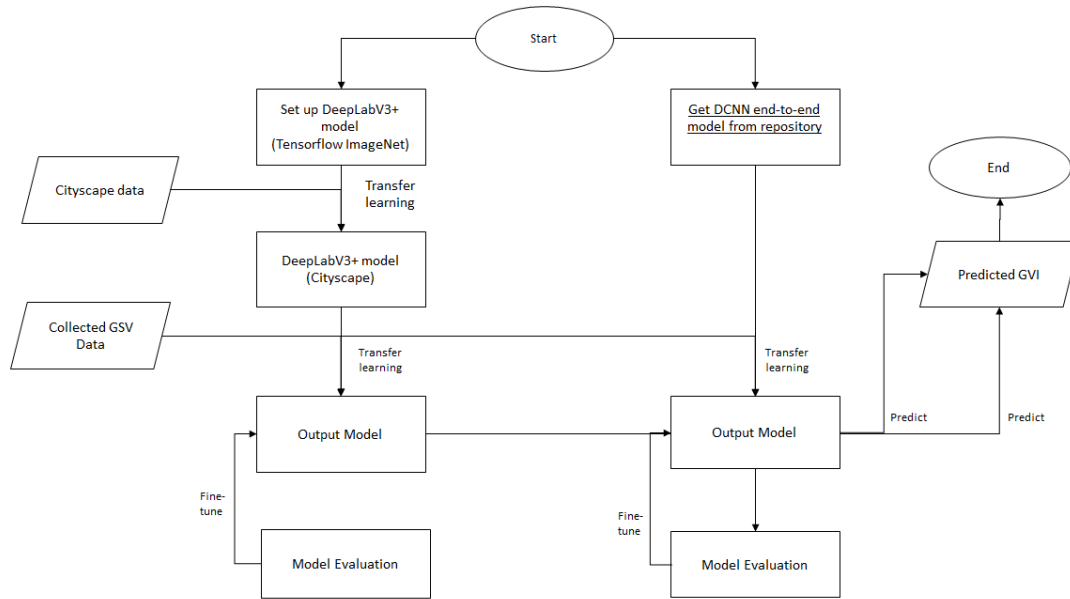 Start
Set up DeepLabV3+
model
(Tensorflow ImageNet)
Get DCNN end-to-end
model from repository
Cityscape data
Transfer
learning
End
DeepLabV3+ model
(Cityscape)
Predicted GVI
Collected GSV
Data
Transfer
learning
Transfer
learning
Output Model
Output Model
Predict
Predict
Fine-
tune
Fine-
tune
Model Evaluation
Model Evaluation